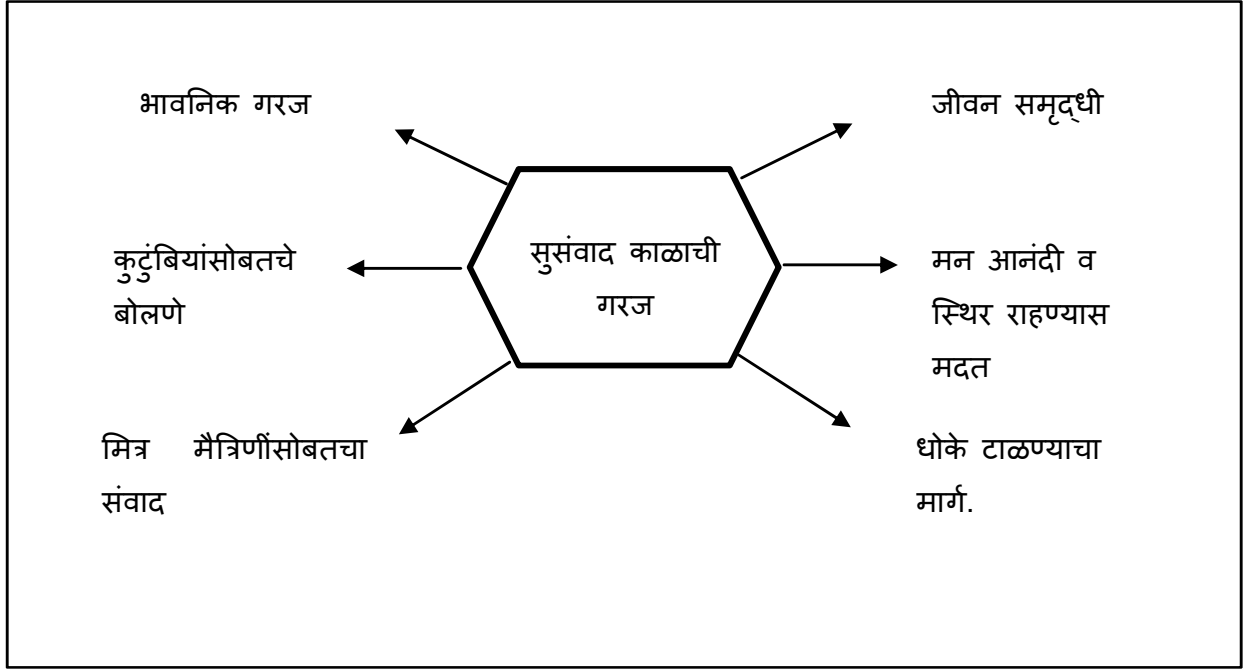 भावनिक गरज
जीवन समृद्धी
कुटुंबियांसोबतचे
बोलणे
सुसंवाद काळाची
गरज
मन आनंदी व
स्थिर राहण्यास
मदत
मित्र मैत्रिणींसोबतचा
संवाद
धोके टाळण्याचा
मार्ग.